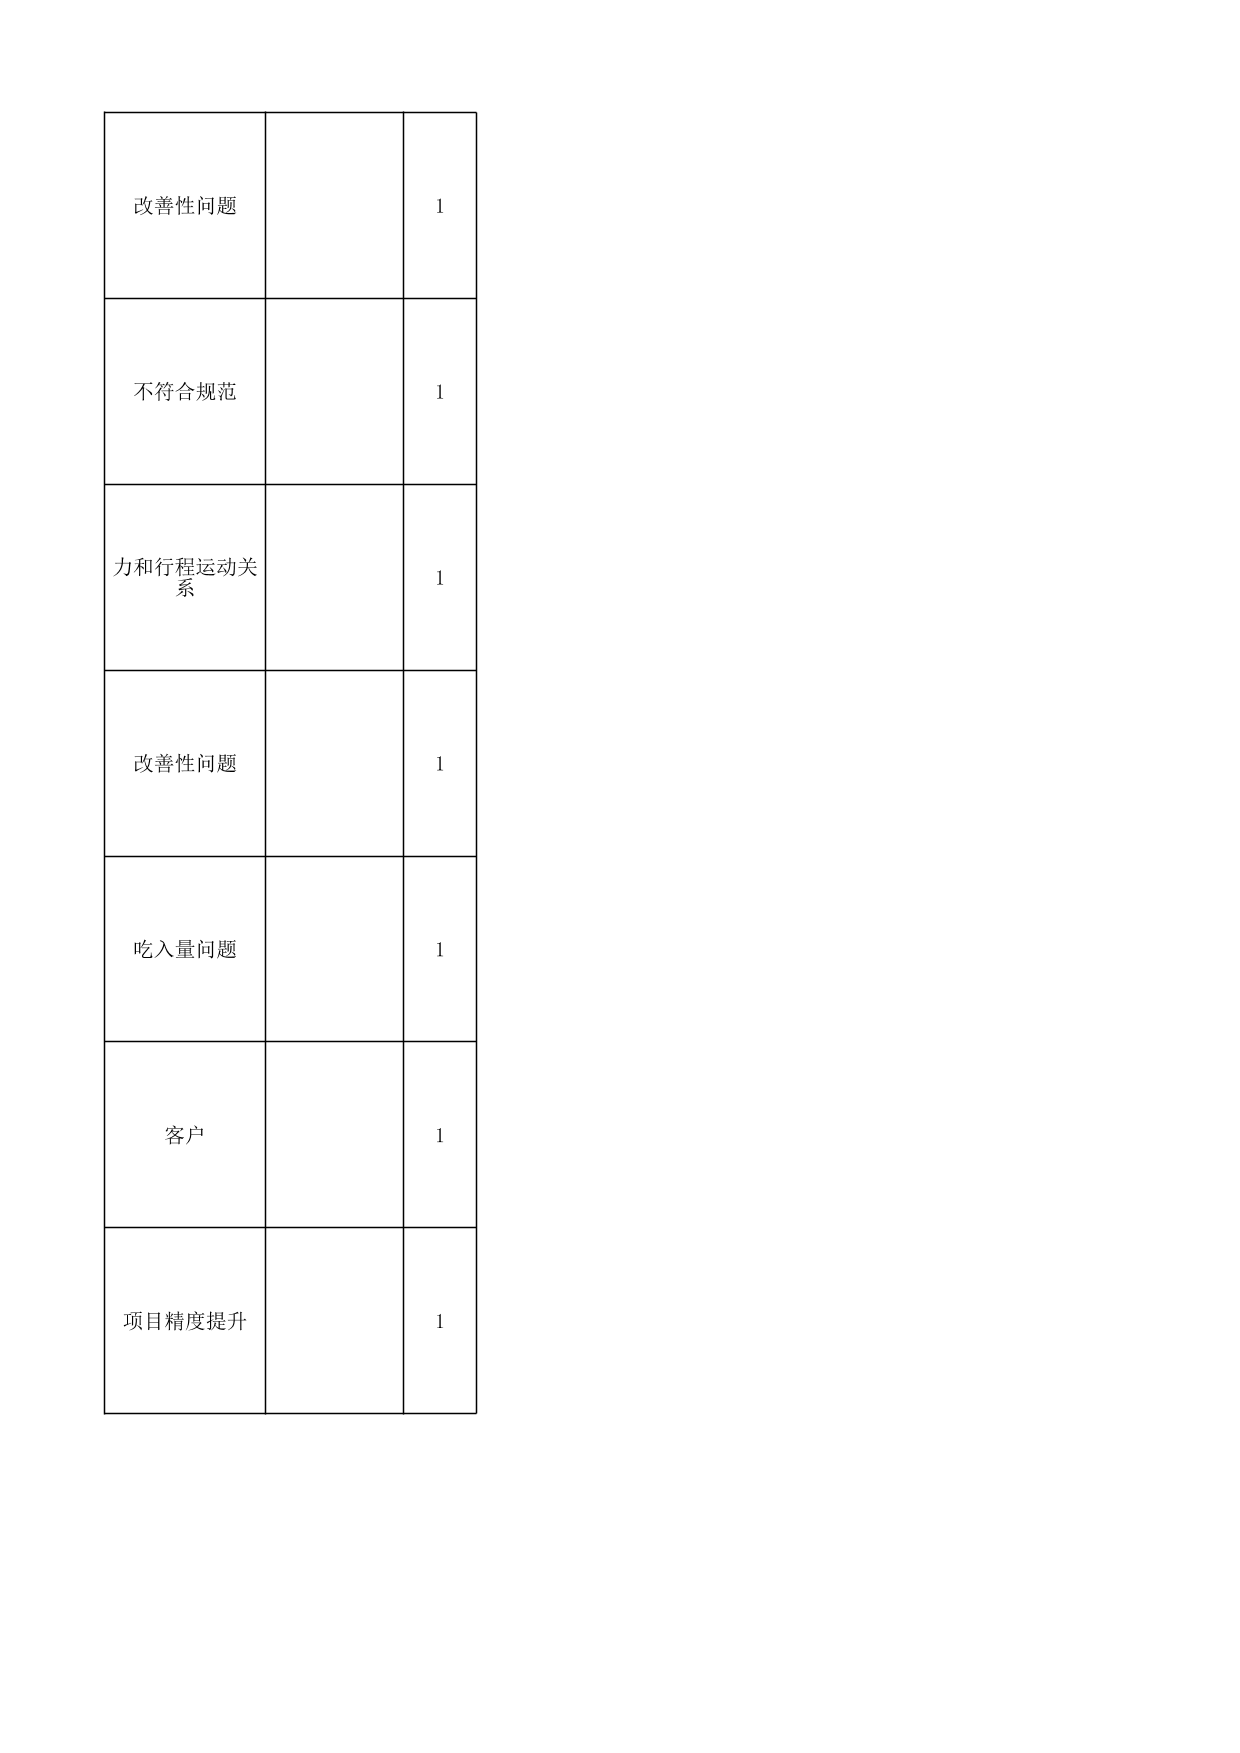 改善性问题 1
不符合规范 1
力和行程运动关
系 1
改善性问题 1
吃入量问题 1
客户 1
项目精度提升 1